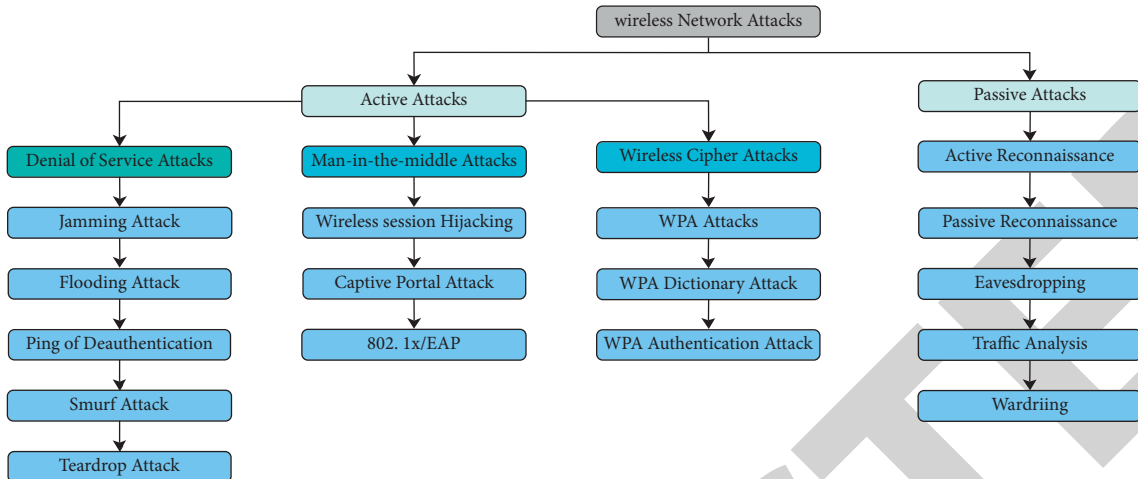 wireless Network Attacks
Active Attacks
Passive Attacks
Denial of Service Attacks
Man-in-the-middle Attacks
Wireless Cipher Attacks
Active Reconnaissance
Jamming Attack
Wireless session Hijacking
WPA Attacks
Passive Reconnaissance
Flooding Attack
Captive Portal Attack
WPA Dictionary Attack
Eavesdropping
Ping of Deauthentication
802. 1x/EAP
WPA Authentication Attack
Traffic Analysis
Smurf Attack
Wardriing
Teardrop Attack